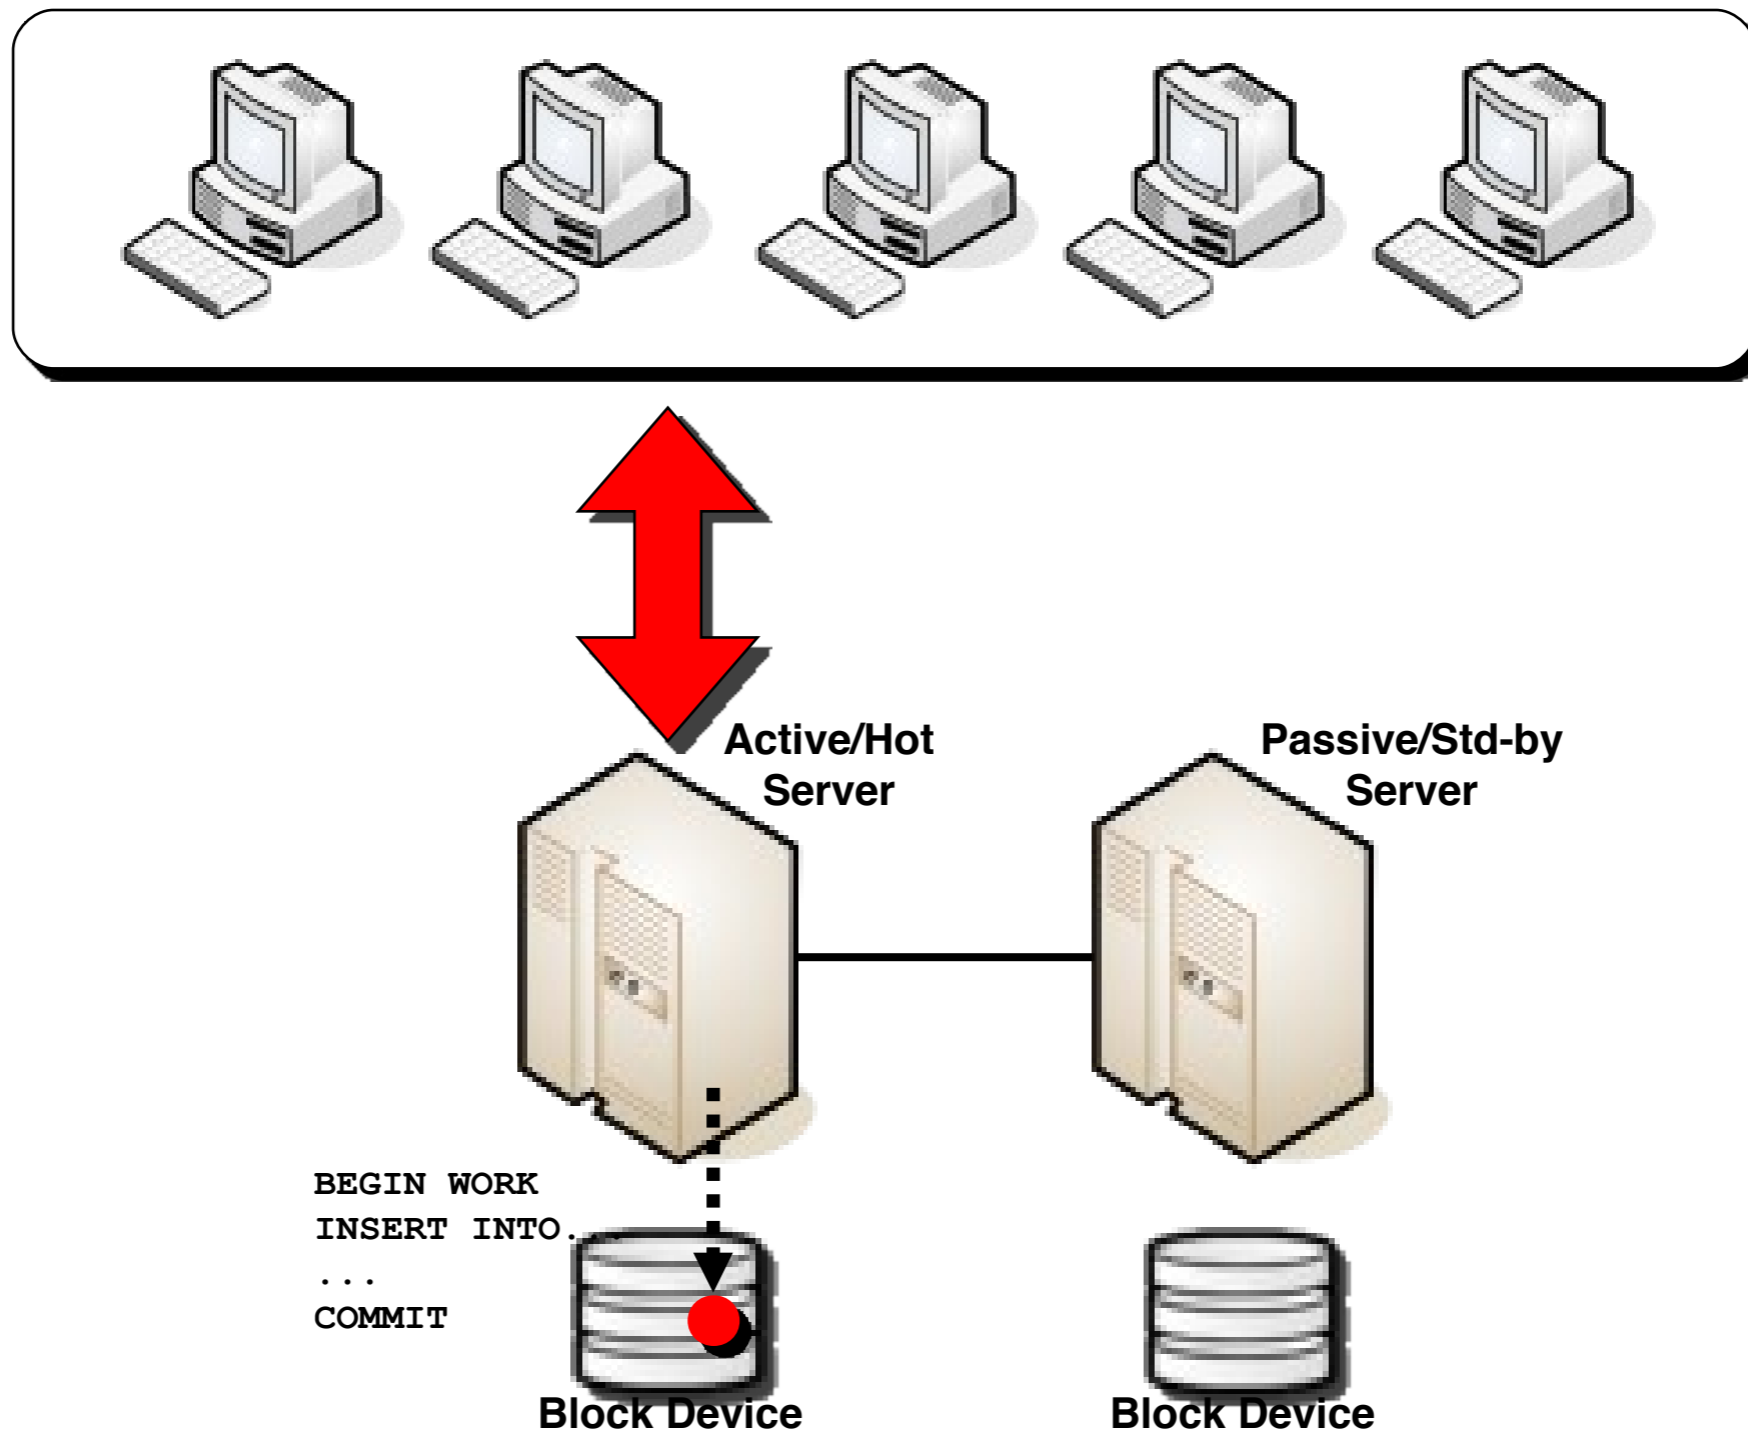 Active/Hot
Server
Passive/Std-by
Server
BEGIN WORK
INSERT INTO...
...
COMMIT
Block Device
Block Device